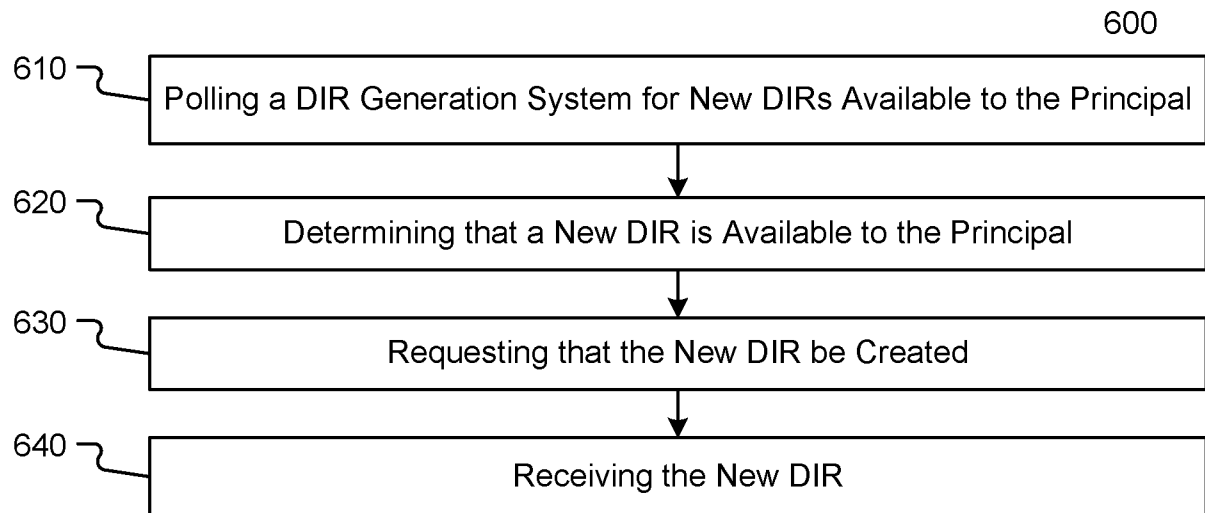 600
610
Polling a DIR Generation System for New DIRs Available to the Principal
620
Determining that a New DIR is Available to the Principal
630
Requesting that the New DIR be Created
640
Receiving the New DIR